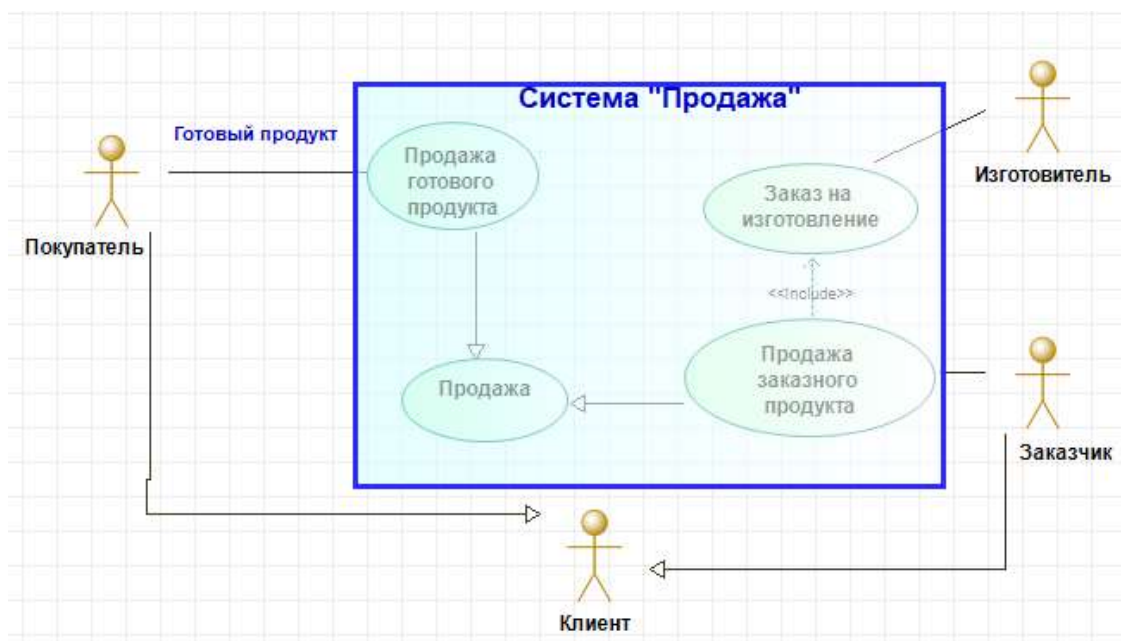 Система "Продажа"
Готовый продукт
Продажа
готового
продукта
Покупатель
Заказ на
изготовление
Изготовитель
<<Include>>
Продажа
Продажа
заказного
продукта
Заказчик
Клиент